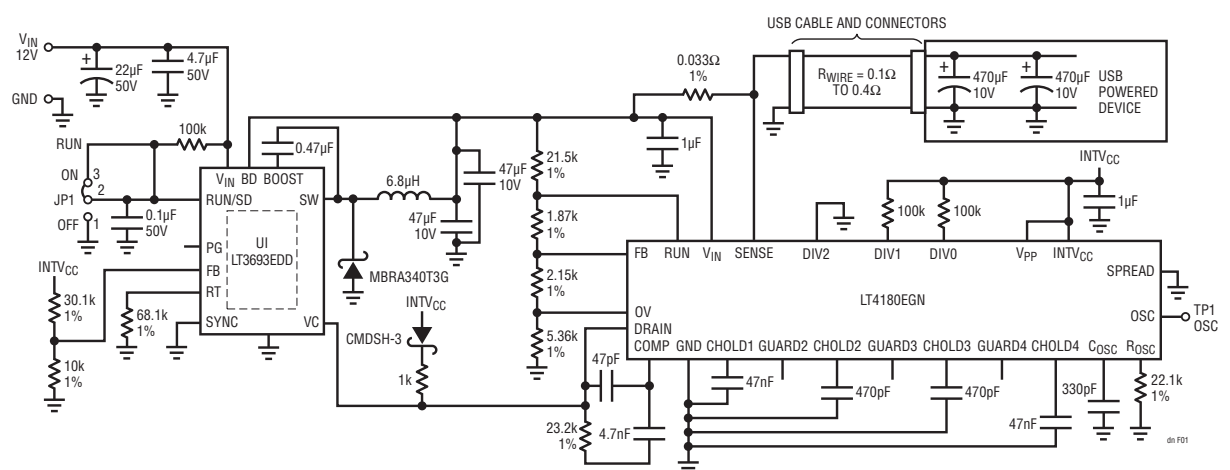 USB CABLE AND CONNECTORS
VIN
12V
GND
+
22µF
50V
4.7µF
50V
0.033Ω
1%
RWIRE = 0.1Ω
TO 0.4Ω
+
470µF
10V
+
470µF
10V
USB
POWERED
DEVICE
RUN
100k
ON
3
JP1
2
OFF
1
0.1µF
50V
0.47µF
VIN
BD
BOOST
RUN/SD
SW
UI
LT3693EDD
PG
FB
RT
SYNC
VC
6.8µH
47µF
10V
47µF
10V
MBRA340T3G
INTVCC
30.1k
1%
10k
1%
68.1k
1%
INTVCC
CMDSH-3
1k
21.5k
1%
1.87k
1%
2.15k
1%
5.36k
1%
1µF
INTVCC
1µF
100k
100k
FB
RUN
VIN
SENSE
DIV2
DIV1
DIV0
VPP
INTVCC
SPREAD
LT4180EGN
OSC
TP1
OSC
OV
DRAIN
COMP
GND
CHOLD1
GUARD2
CHOLD2
GUARD3
CHOLD3
GUARD4
CHOLD4
COSC
ROSC
47pF
23.2k
1%
4.7nF
47nF
470pF
470pF
47nF
330pF
22.1k
1%
dn F01